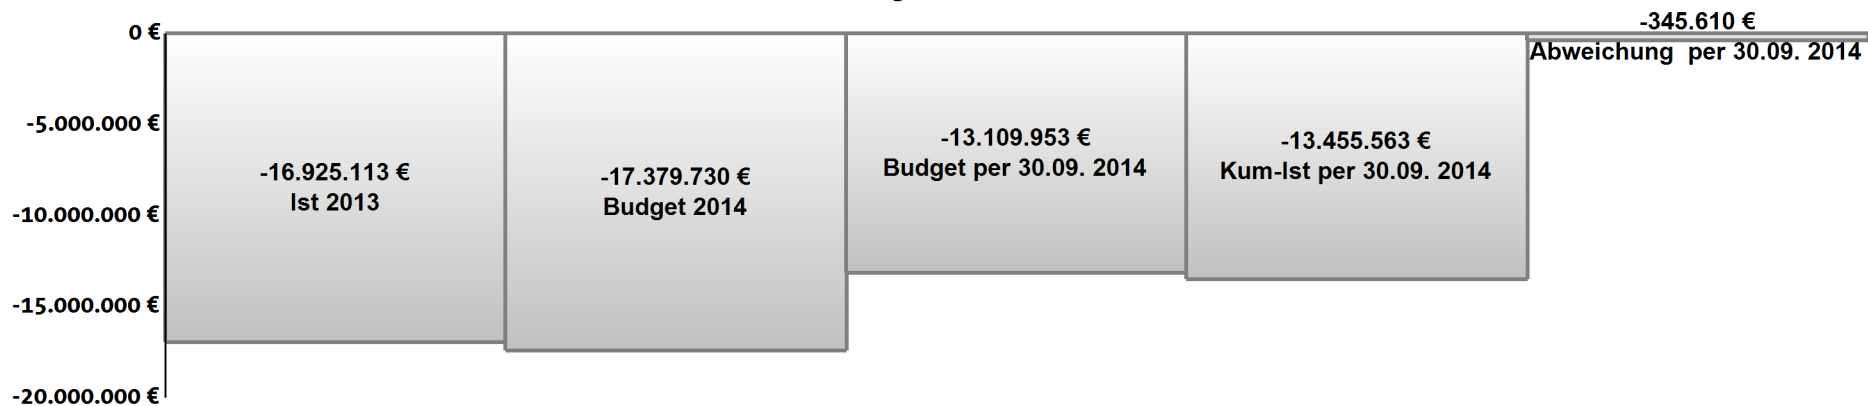 0 €
-5.000.000 €
-10.000.000 €
-15.000.000 €
-20.000.000 €
-16.925.113 €
Ist 2013
-17.379.730 €
Budget 2014
-13.109.953 €
Budget per 30.09. 2014
-13.455.563 €
Kum-Ist per 30.09. 2014
-345.610 €
Abweichung  per 30.09. 2014